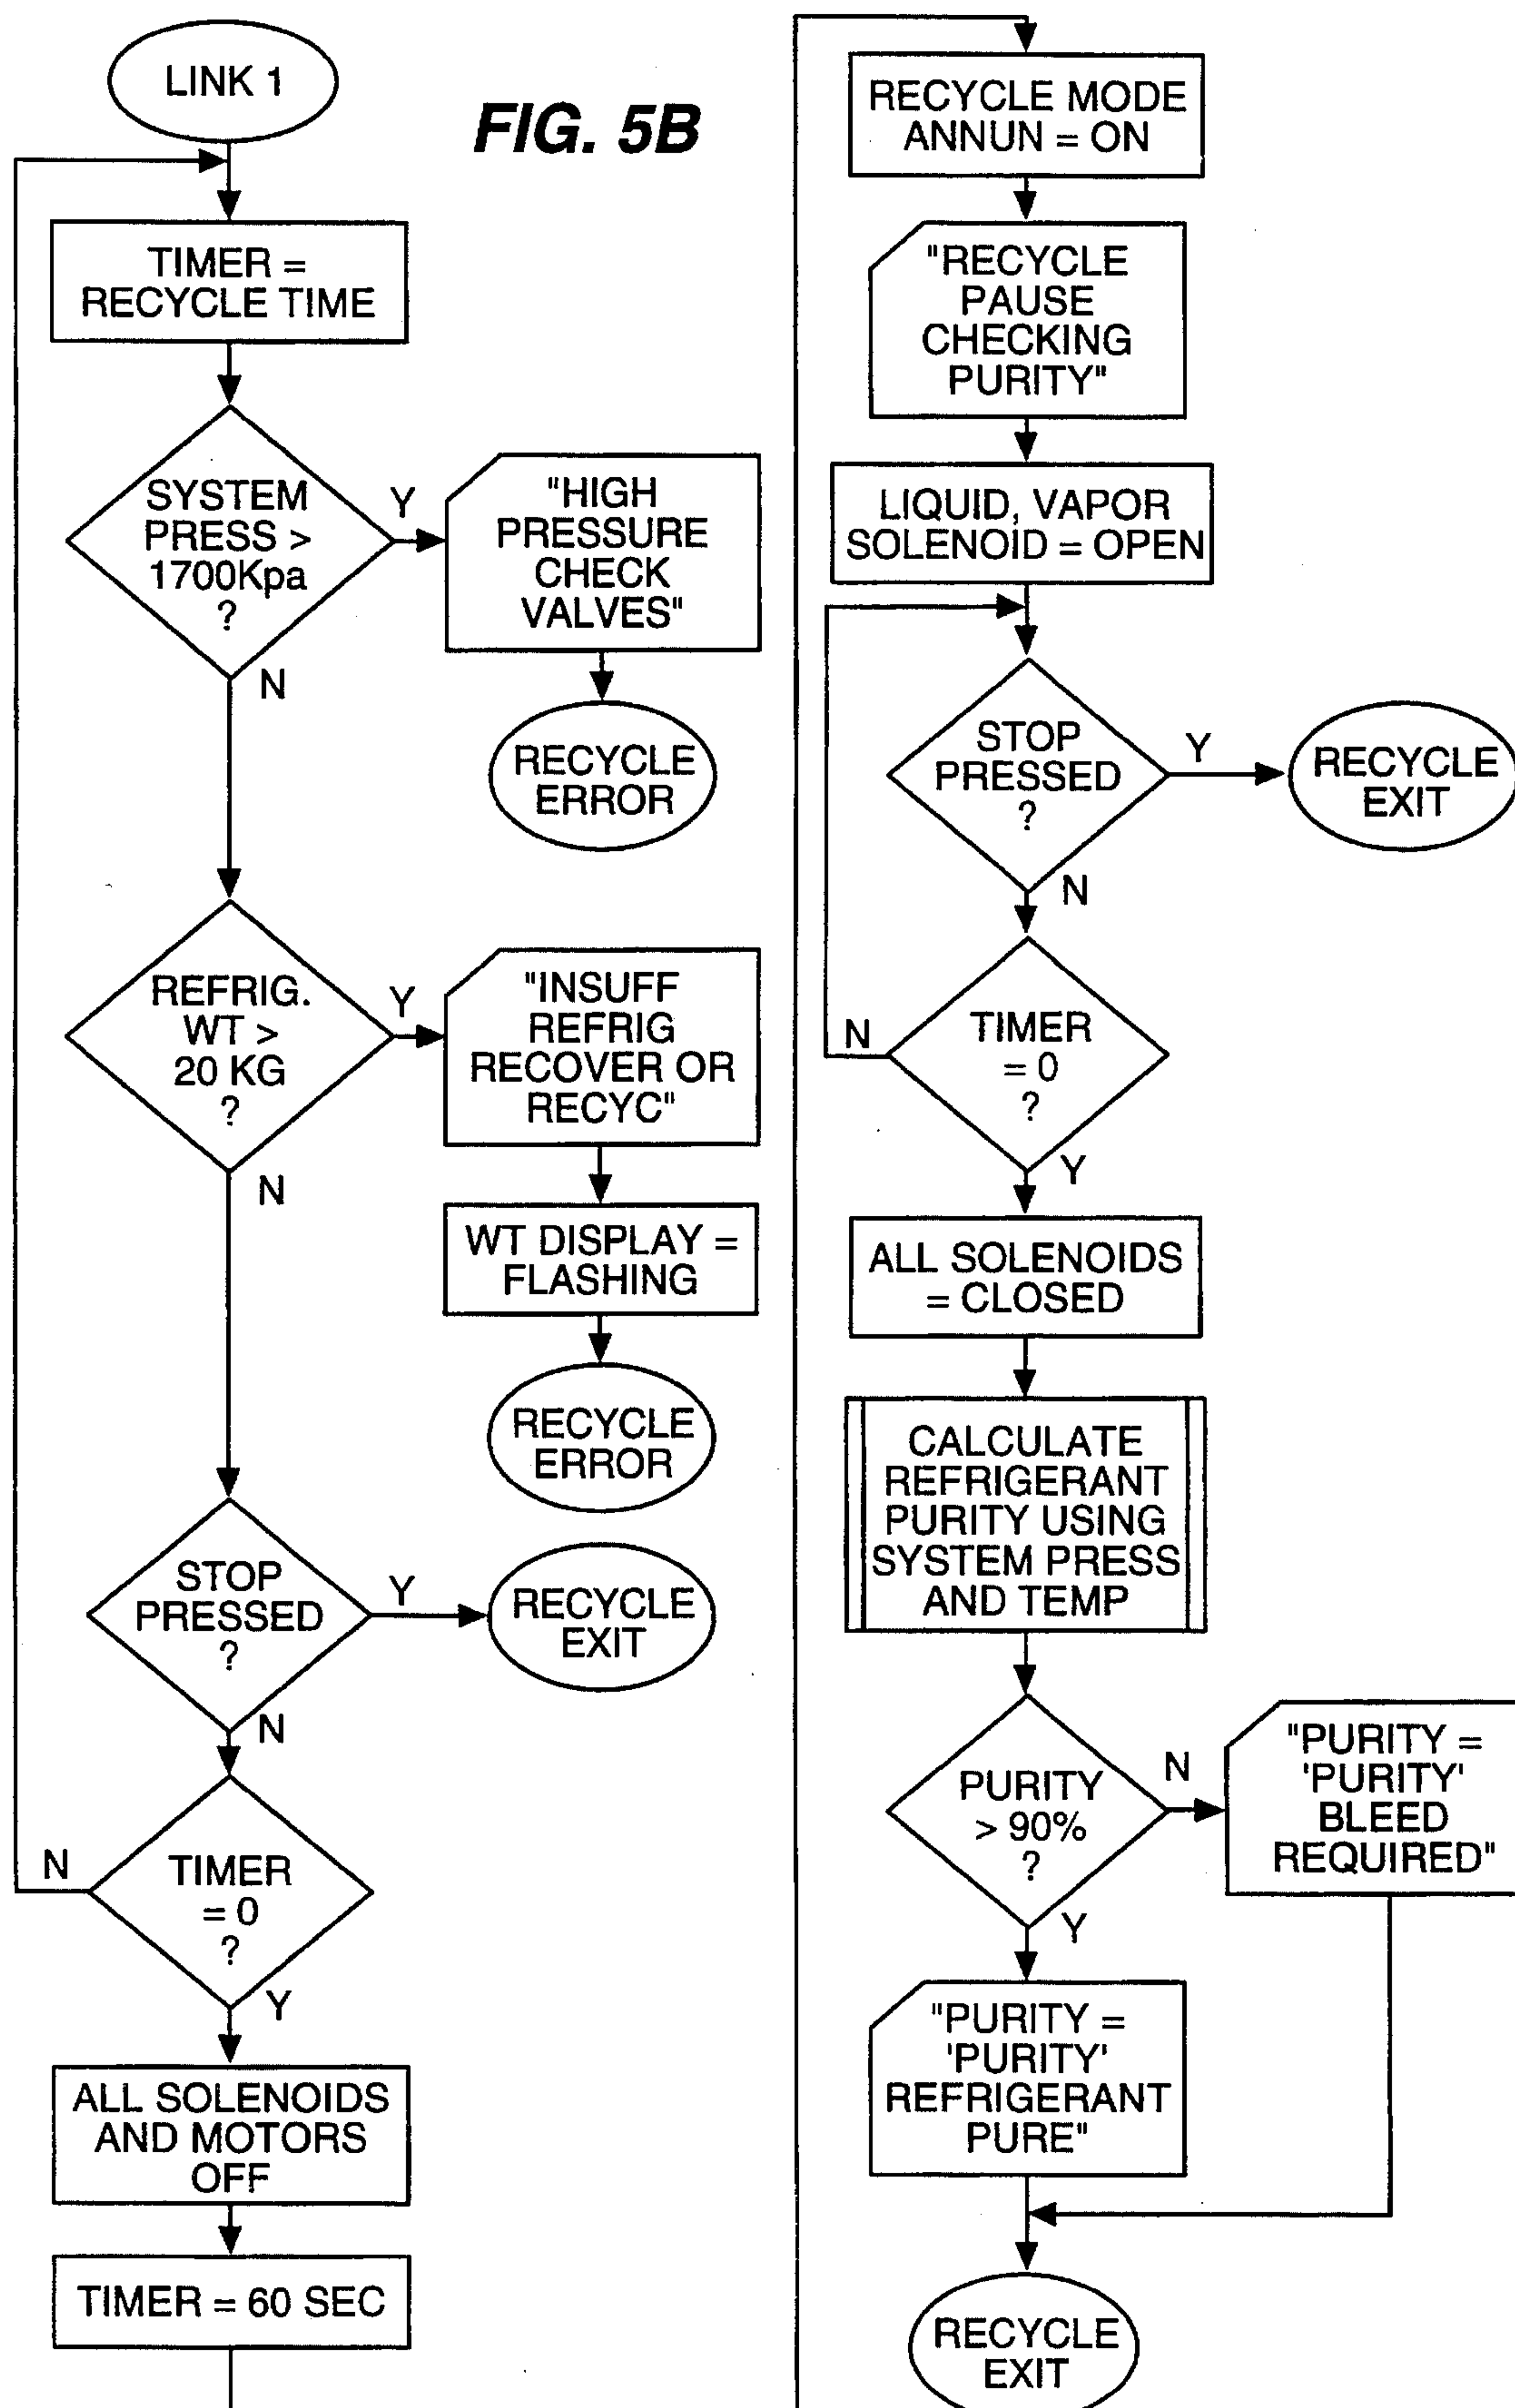 LINK 1
FIG. 5B
TIMER =
RECYCLE TIME
SYSTEM
PRESS >
1700Kpa
?
Y
N
"HIGH
PRESSURE
CHECK
VALVES"
RECYCLE
ERROR
REFRIG.
WT >
20 KG
?
Y
N
"INSUFF
REFRIG
RECOVER OR
RECYC"
WT DISPLAY =
FLASHING
RECYCLE
ERROR
STOP
PRESSED
?
Y
N
RECYCLE
EXIT
TIMER
= 0
?
N
Y
ALL SOLENOIDS
AND MOTORS
OFF
TIMER = 60 SEC
RECYCLE MODE
ANNUN = ON
"RECYCLE
PAUSE
CHECKING
PURITY"
LIQUID, VAPOR
SOLENOID = OPEN
STOP
PRESSED
?
Y
N
RECYCLE
EXIT
TIMER
= 0
?
N
Y
ALL SOLENOIDS
= CLOSED
CALCULATE
REFRIGERANT
PURITY USING
SYSTEM PRESS
AND TEMP
PURITY
> 90%
?
N
Y
"PURITY =
'PURITY'
BLEED
REQUIRED"
"PURITY =
'PURITY'
REFRIGERANT
PURE"
RECYCLE
EXIT